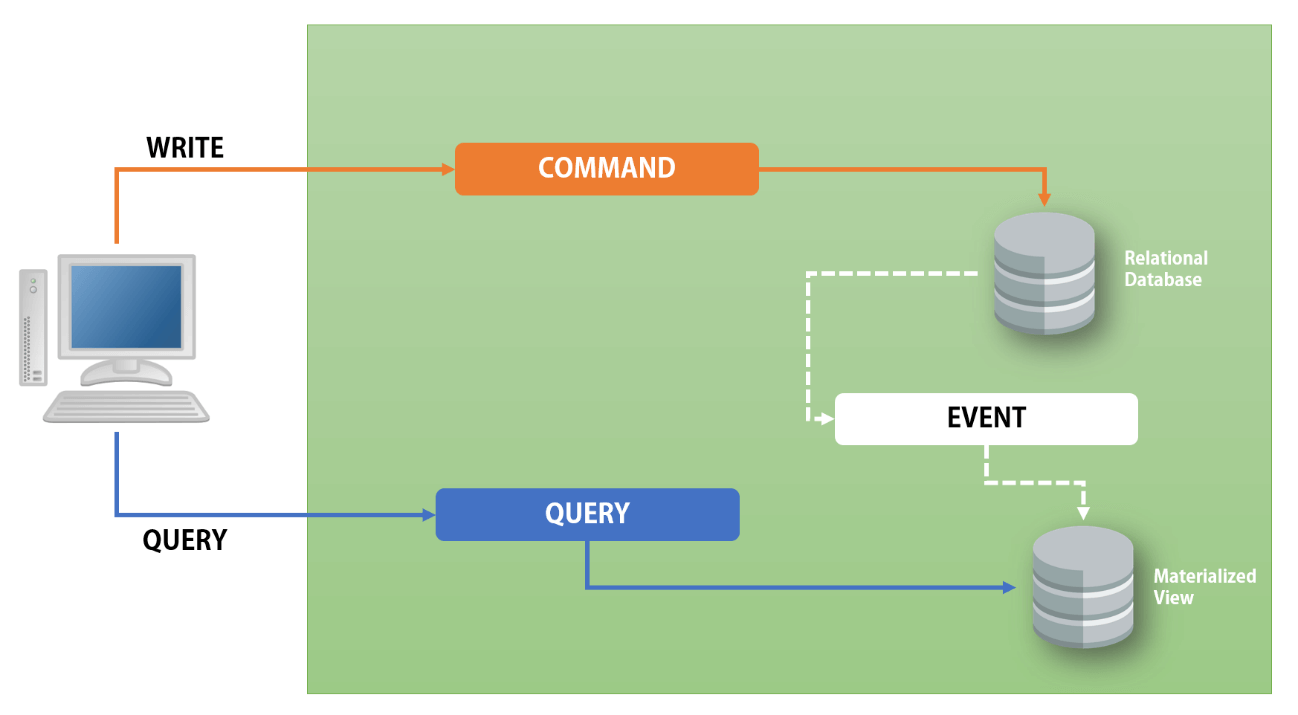 WRITE
COMMAND
Relational
Database
EVENT
QUERY
QUERY
Materialized
View